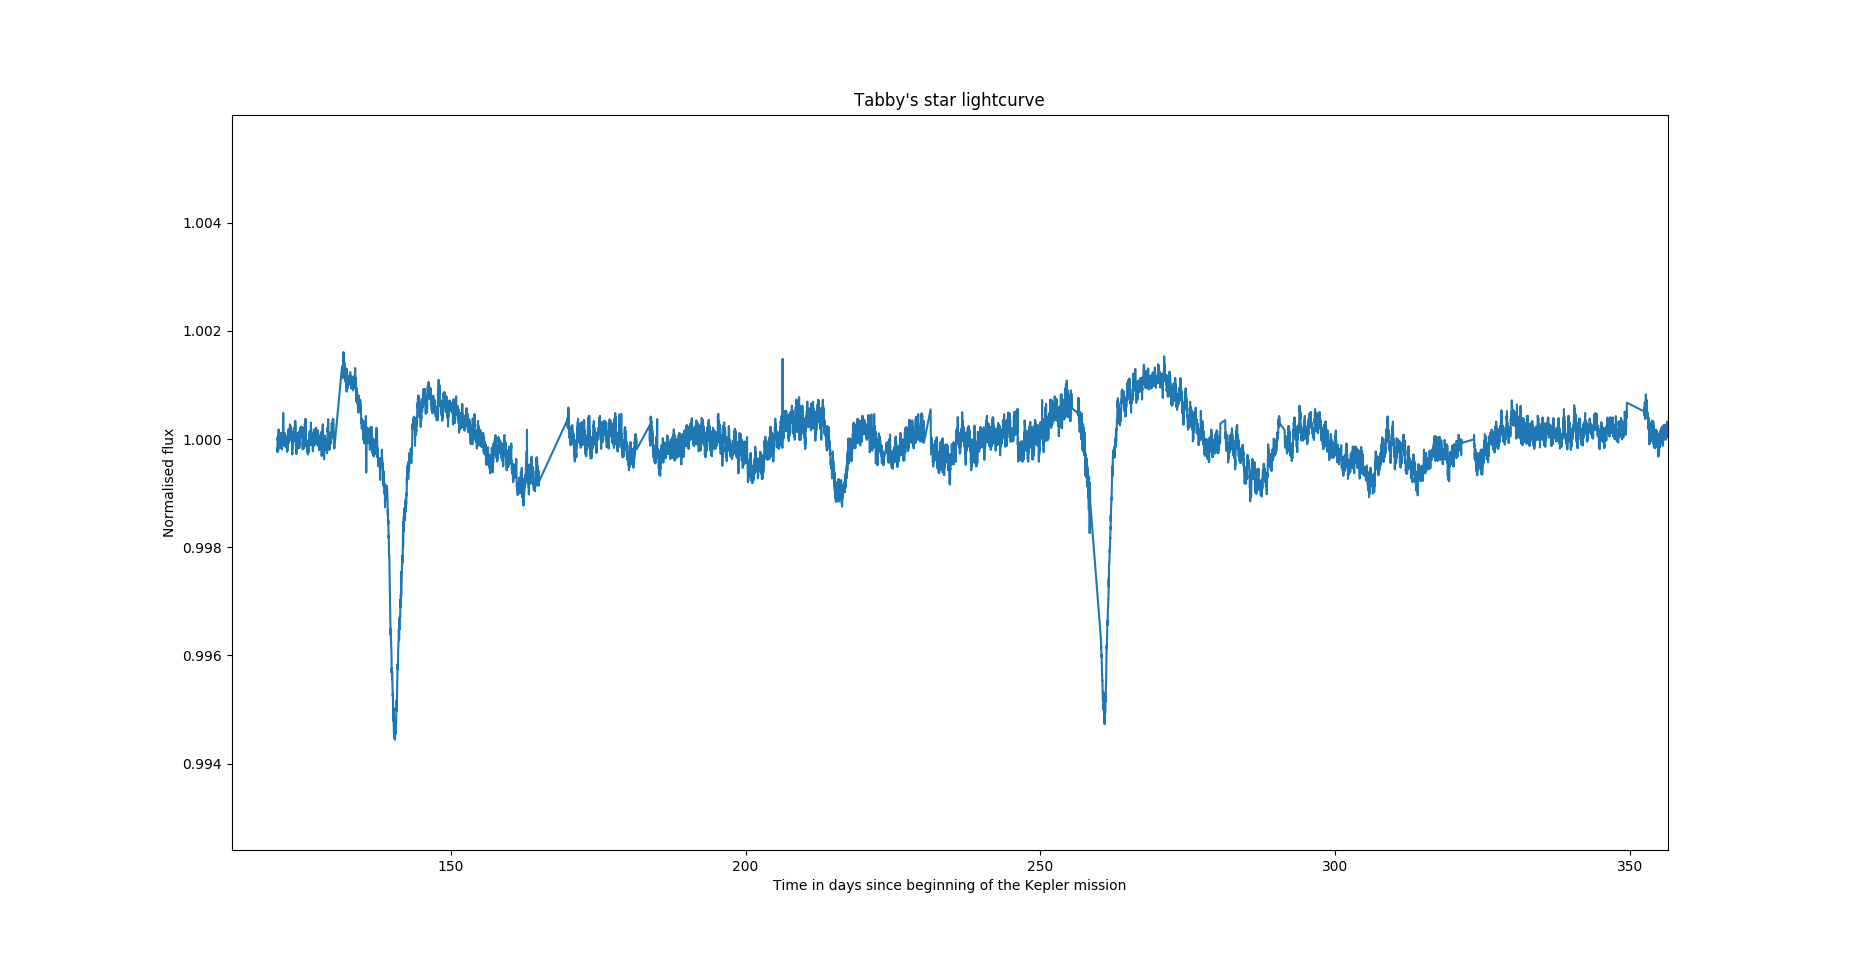 Tabby's star lightcurve
1.004
1.002
1.000
0.998
0.996
0.994
Normalised flux
150 200 250 300 350
Time in days since beginning of the Kepler mission